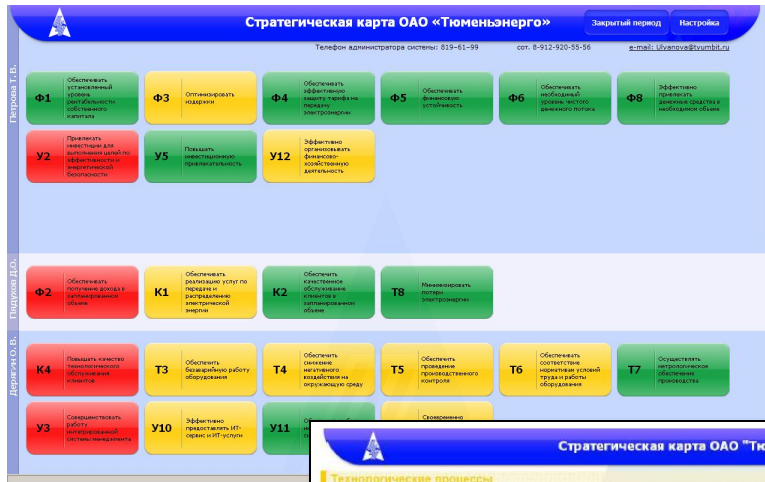 Стратегическая карта ОАО «Тюменьэнерго»
Закрытый период
Настройка
Телефон администратора системы: 819-61-99
сот. 8-912-920-55-56
e-mail: UIvanova@tvumbit.ru
Петрова Т. В.
Ф1
Обеспечивать
установленный
уровень
рентабельности
собственного
капитала
Ф3
Оптимизировать
издержки
Ф4
Обеспечивать
эффективную
защиту тарифа на
передачу
электроэнергии
Ф5
Обеспечивать
финансовую
устойчивость
Ф6
Обеспечивать
необходимый
уровень чистого
денежного потока
Ф8
Эффективно
привлекать
денежные средства в
необходимом объеме
У2
Привлекать
инвестиции для
выполнения целей по
эффективности и
энергетической
безопасности
У5
Повышать
инвестиционную
привлекательность
У12
Эффективно
организовывать
финансово-
хозяйственную
деятельность
Д.О.
Ф2
Обеспечивать
получение дохода в
запланированном
объеме
К1
Обеспечивать
реализацию услуг по
передаче и
распределению
электрической
энергии
К2
Обеспечить
качественное
обслуживание
клиентов в
запланированном
объеме
Т8
Минимизировать
потери
электроэнергии
О. В.
К4
Повышать качество
технологического
обслуживания
клиентов
Т3
Обеспечить
безаварийную работу
оборудования
Т4
Обеспечить
снижение
негативного
воздействия на
окружающую среду
Т5
Обеспечить
проведение
производственного
контроля
Т6
Обеспечивать
соответствие
нормативам условий
труда и работы
оборудования
Т7
Осуществлять
метрологическое
обеспечение
производства
У3
Совершенствовать
работу
интегрированной
системы менеджмента
У10
Эффективно
предоставлять ИТ-
сервис и ИТ-услуги
У11
Своевременно
Стратегическая карта ОАО "Тю
Технологические процессы